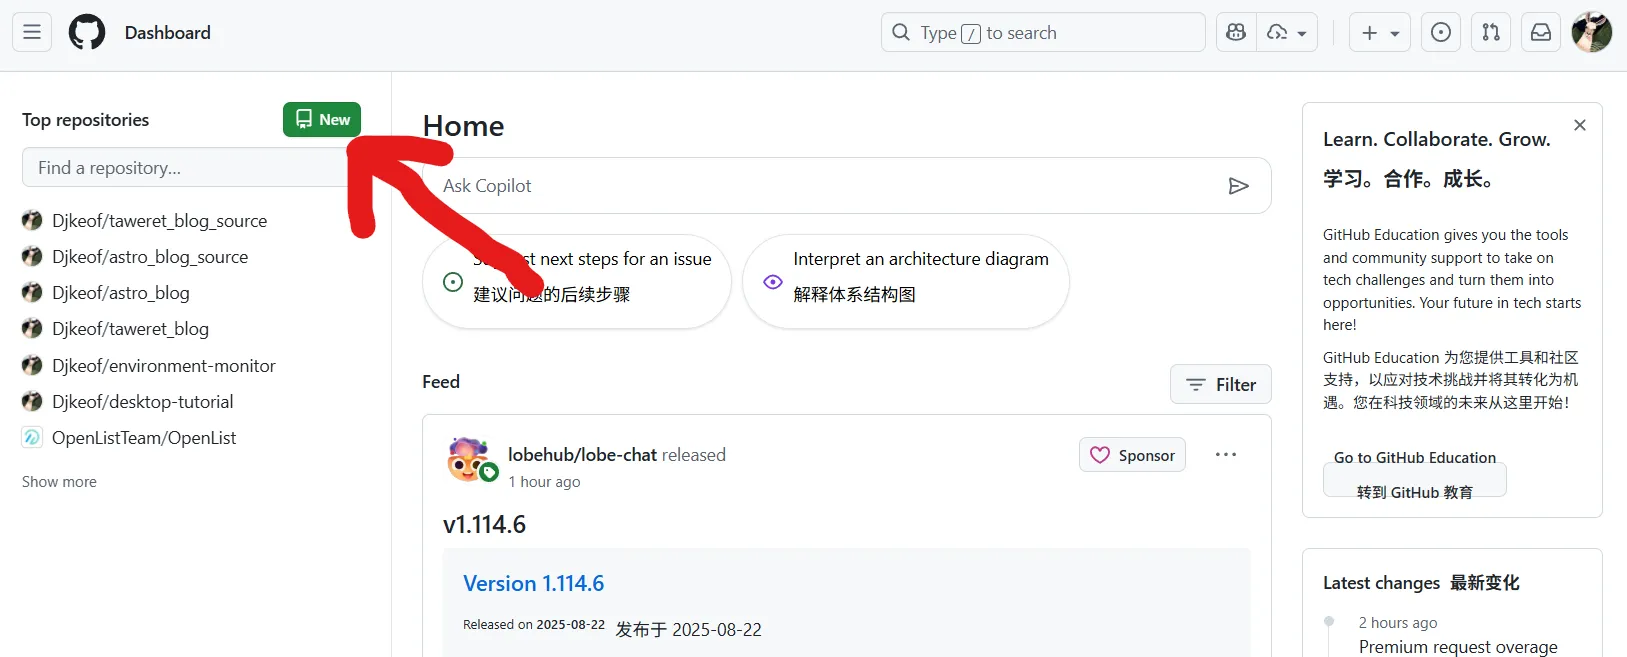 Dashboard
Type / to search
Top repositories
New
Find a repository...
Djkeof/taweret_blog_source
Djkeof/astro_blog_source
Djkeof/astro_blog
Djkeof/taweret_blog
Djkeof/environment-monitor
Djkeof/desktop-tutorial
OpenListTeam/OpenList
Show more
Home
Ask Copilot
next steps for an issue
建议问题的后续步骤
Interpret an architecture diagram
解释体系结构图
Feed
Filter
lobehub/lobe-chat released
1 hour ago
Sponsor
v1.114.6
Version 1.114.6
Released on 2025-08-22 发布于 2025-08-22
Learn. Collaborate. Grow.
学习。合作。成长。
GitHub Education gives you the tools
and community support to take on
tech challenges and turn them into
opportunities. Your future in tech starts
here!
GitHub Education 为您提供工具和社区
支持，以应对技术挑战并将其转化为机
遇。您在科技领域的未来从这里开始！
Go to GitHub Education
转到 GitHub 教育
Latest changes 最新变化
2 hours ago
Premium request overage